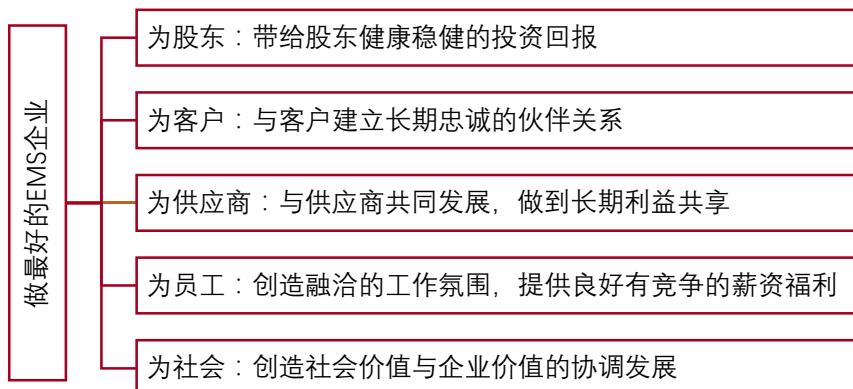 做最好的EMS企业
为股东：带给股东健康稳健的投资回报
为客户：与客户建立长期忠诚的伙伴关系
为供应商：与供应商共同发展，做到长期利益共享
为员工：创造融洽的工作氛围，提供良好有竞争的薪资福利
为社会：创造社会价值与企业价值的协调发展